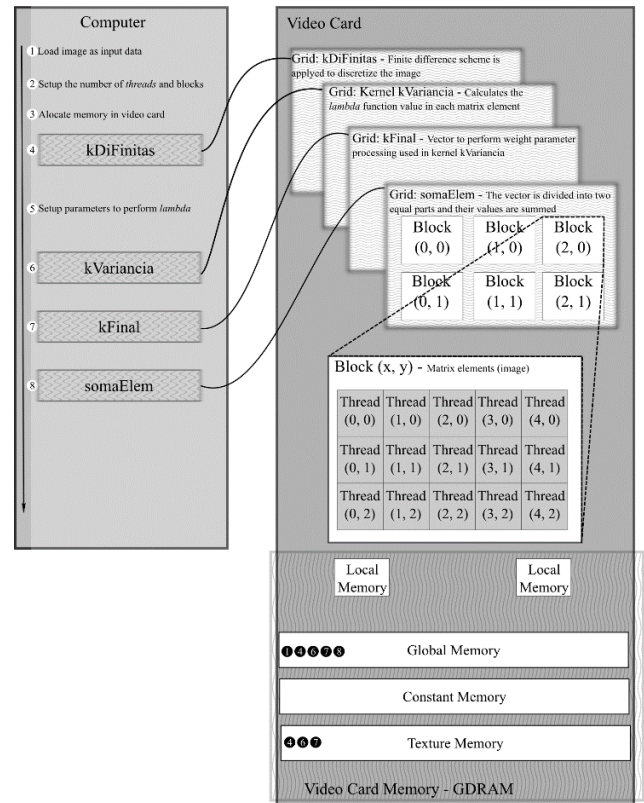 Computer
1 Load image as input data
2 Setup the number of threads and blocks
3 Alocate memory in video card
4 kDiFinitas
5 Setup parameters to perform lambda
6 kVariancia
7 kFinal
8 somaElem
Video Card
Grid: kDiFinitas - Finite difference scheme is
applyed to discretize the image
Grid: Kernel kVariancia - Calculates the
lambda function value in each matrix element
Grid: kFinal - Vector to perform weight parameter
processing used in kernel kVariancia
Grid: somaElem - The vector is divided into two
equal parts and their values are summed
Block Block Block
(0, 0) (1, 0) (2, 0)
Block Block Block
(0, 1) (1, 1) (2, 1)
Block (x, y) - Matrix elements (image)
Thread Thread Thread Thread Thread
(0, 0) (1, 0) (2, 0) (3, 0) (4, 0)
Thread Thread Thread Thread Thread
(0, 1) (1, 1) (2, 1) (3, 1) (4, 1)
Thread Thread Thread Thread Thread
(0, 2) (1, 2) (2, 2) (3, 2) (4, 2)
Local Local
Memory Memory
1 4 6 7 8 Global Memory
Constant Memory
4 6 7 Texture Memory
Video Card Memory - GDRAM